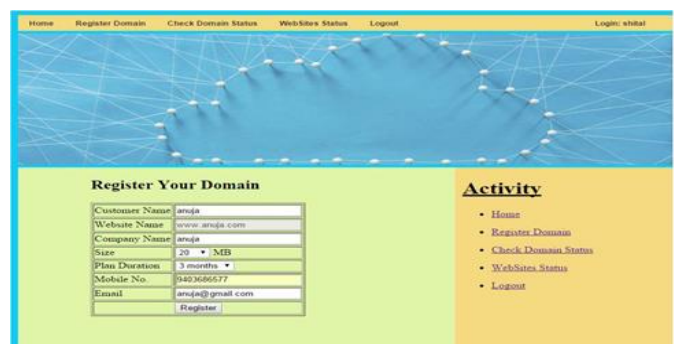 Home Register Domain Check Domain Status WebSites Status Logout Login: shital
Register Your Domain
Customer Name anuja
Website Name www.anuja.com
Company Name anuja
Size 20 MB
Plan Duration 3 months
Mobile No. 9403686577
Email anuja@gmail.com
Register
Activity
Home
Register Domain
Check Domain Status
WebSites Status
Logout